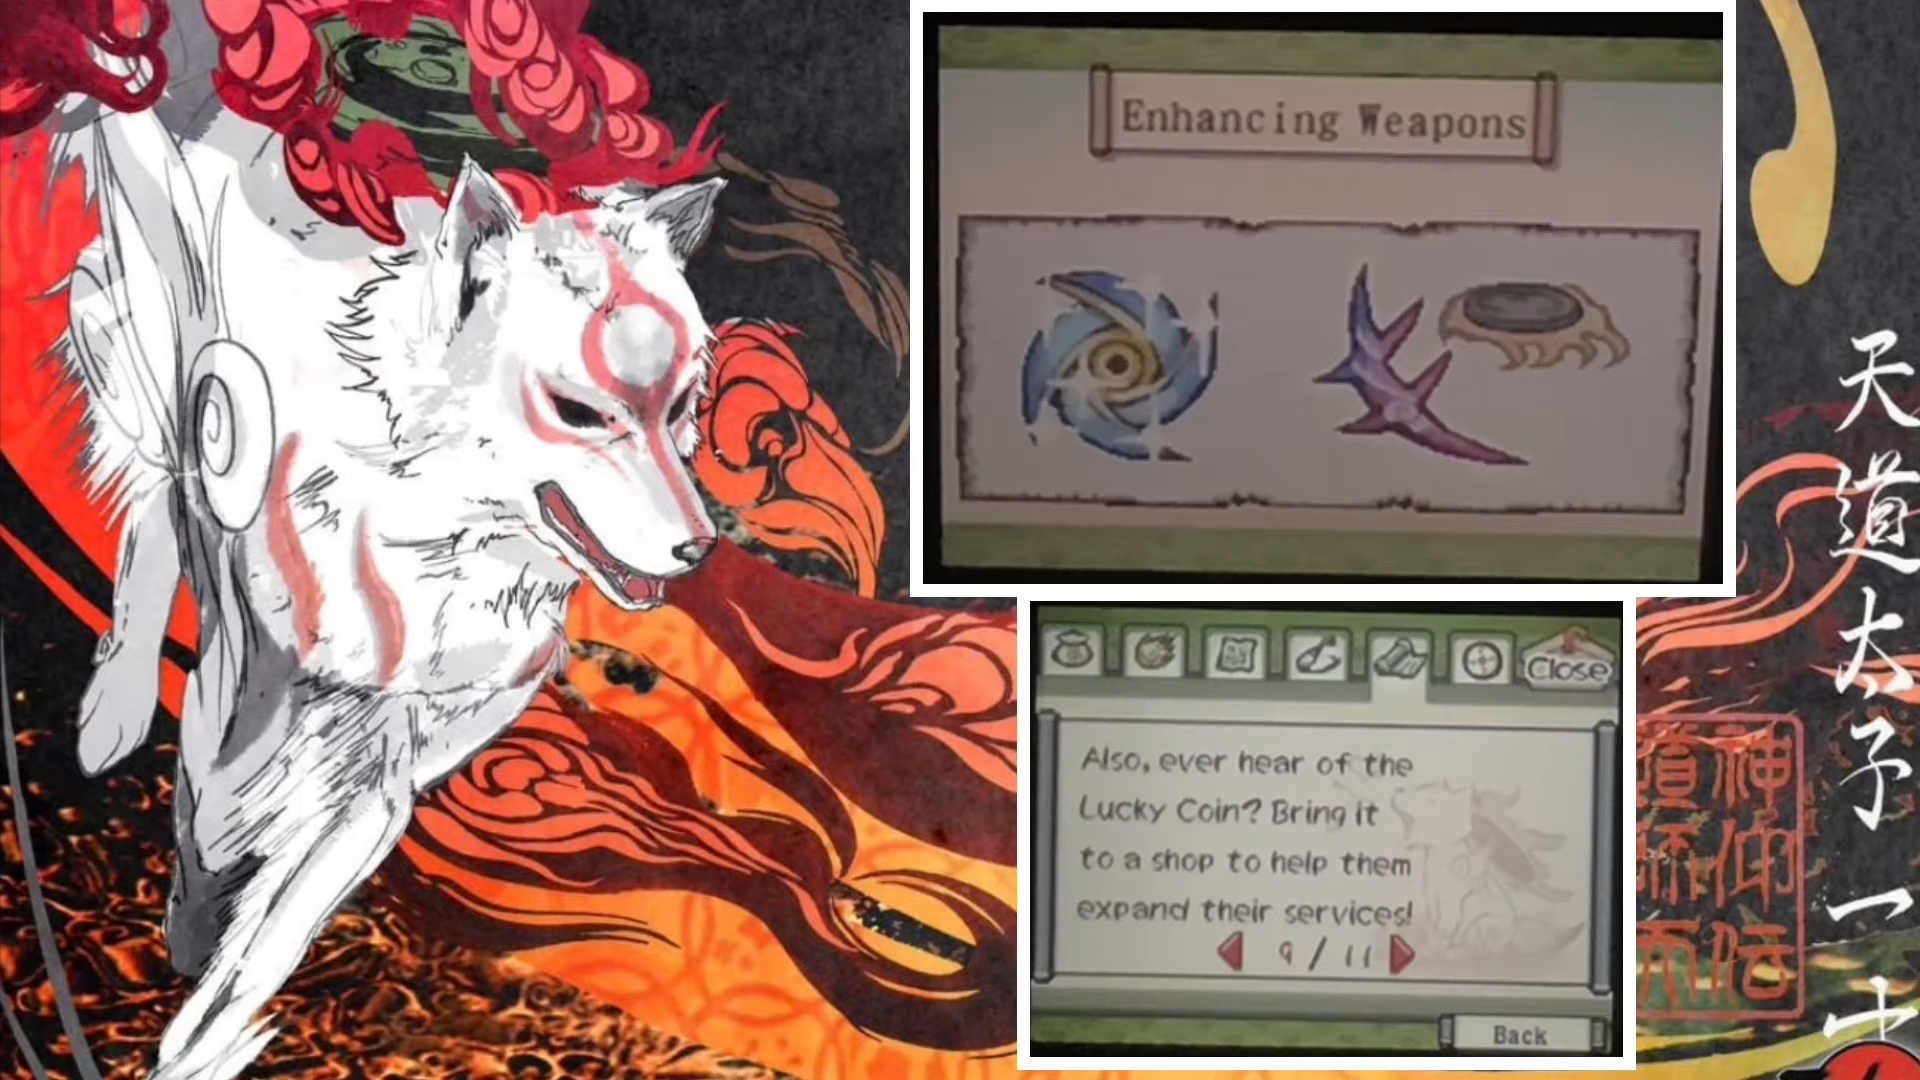 Enhancing Weapons
Close
Also, ever hear of the
Lucky Coin? Bring it
to a shop to help them
expand their services!
9 / 11
Back
天道太子一
神仰伝